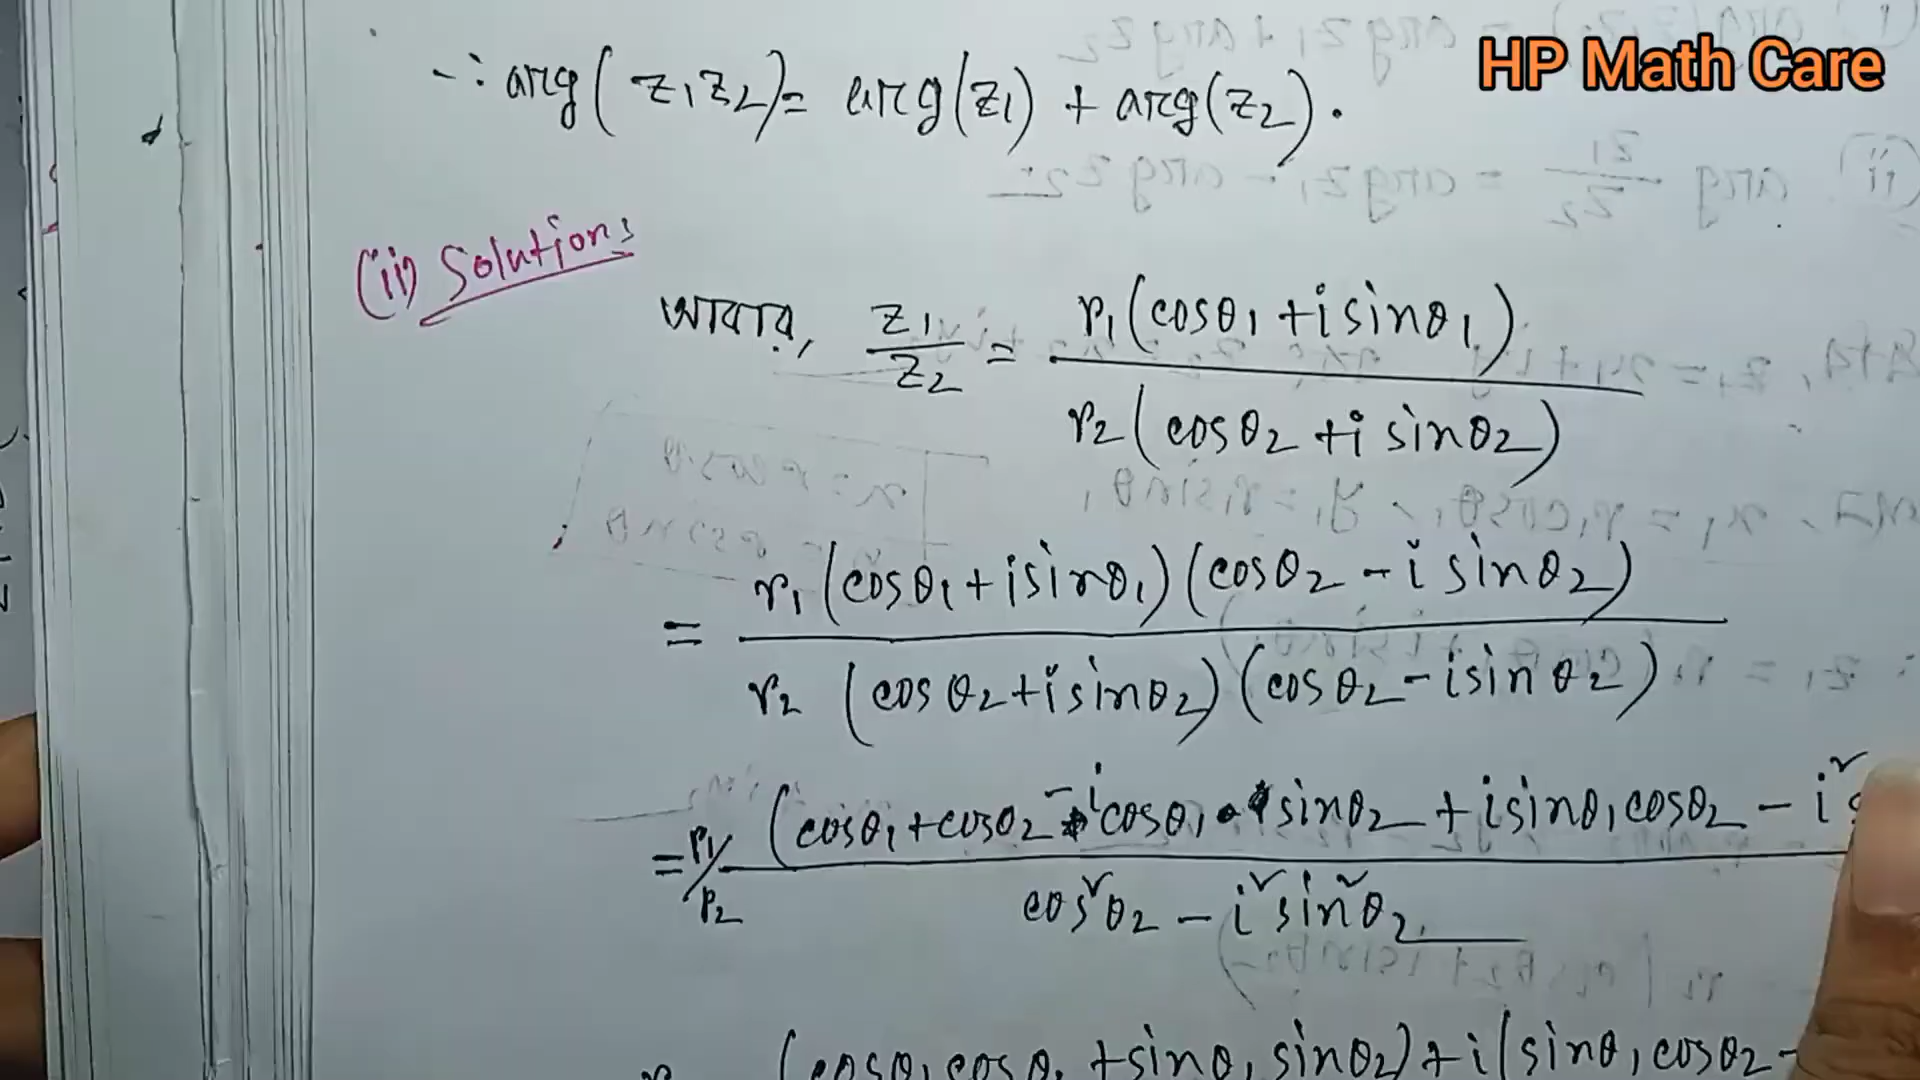 HP Math Care
∴ arg(z₁z₂) = arg(z₁) + arg(z₂).
(ii) Solution:
আবার, z₁/z₂ = r₁(cosθ₁ + i sinθ₁) / r₂(cosθ₂ + i sinθ₂)
= r₁(cosθ₁ + i sinθ₁)(cosθ₂ - i sinθ₂) / r₂(cosθ₂ + i sinθ₂)(cosθ₂ - i sinθ₂)
= r₁/r₂ (cosθ₁ + cosθ₂ - i cosθ₁ · sinθ₂ + i sinθ₁ cosθ₂ - i² / cos²θ₂ - i² sin²θ₂
(cosθ₁ cosθ₂ + sinθ₁ sinθ₂) + i(sinθ₁ cosθ₂ -